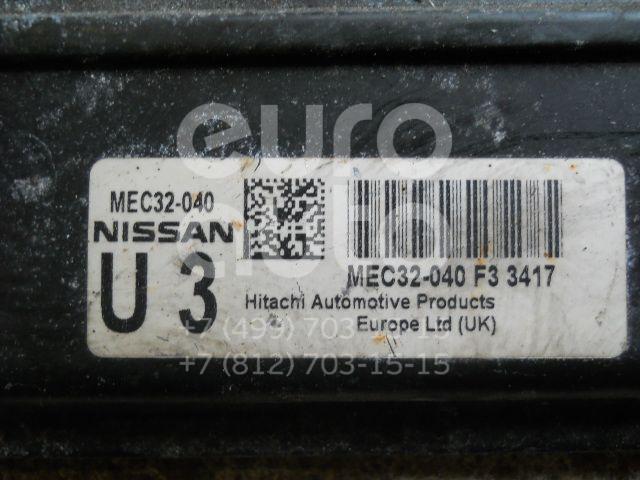 euro
auto
MEC32-040
NISSAN
U 3
MEC32-040 F3 3417
Hitachi Automotive Products
Europe Ltd (UK)
+7 (499) 703-15-15
+7 (812) 703-15-15